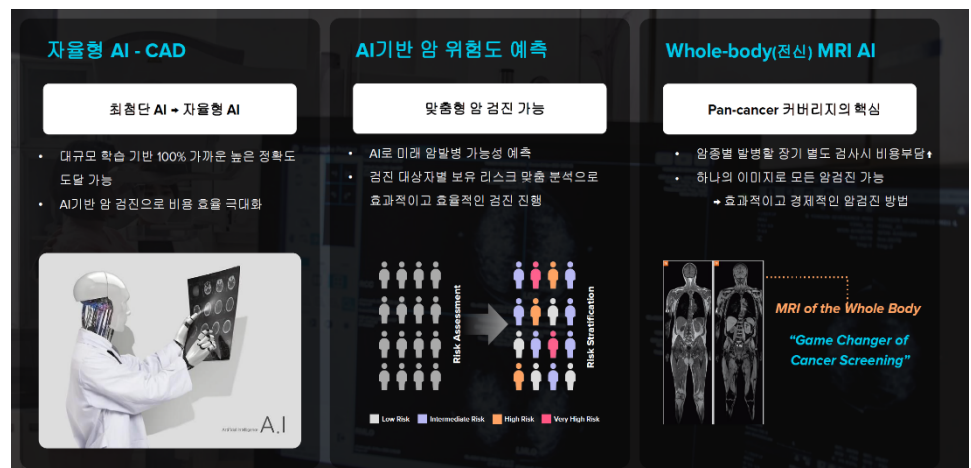 자율형 AI - CAD
최첨단 AI → 자율형 AI
• 대규모 학습 기반 100% 가까운 높은 정확도
도달 가능
• AI기반 암 검진으로 비용 효율 극대화
A.I
AI기반 암 위험도 예측
맞춤형 암 검진 가능
• AI로 미래 암발병 가능성 예측
• 검진 대상자별 보유 리스크 맞춤 분석으로
효과적이고 효율적인 검진 진행
Risk Assessment
Risk Stratification
Low Risk
Intermediate Risk
High Risk
Very High Risk
Whole-body(전신) MRI AI
Pan-cancer 커버리지의 핵심
• 암종별 발병할 장기 별도 검사시 비용부담↑
• 하나의 이미지로 모든 암검진 가능
→ 효과적이고 경제적인 암검진 방법
MRI of the Whole Body
“Game Changer of
Cancer Screening”